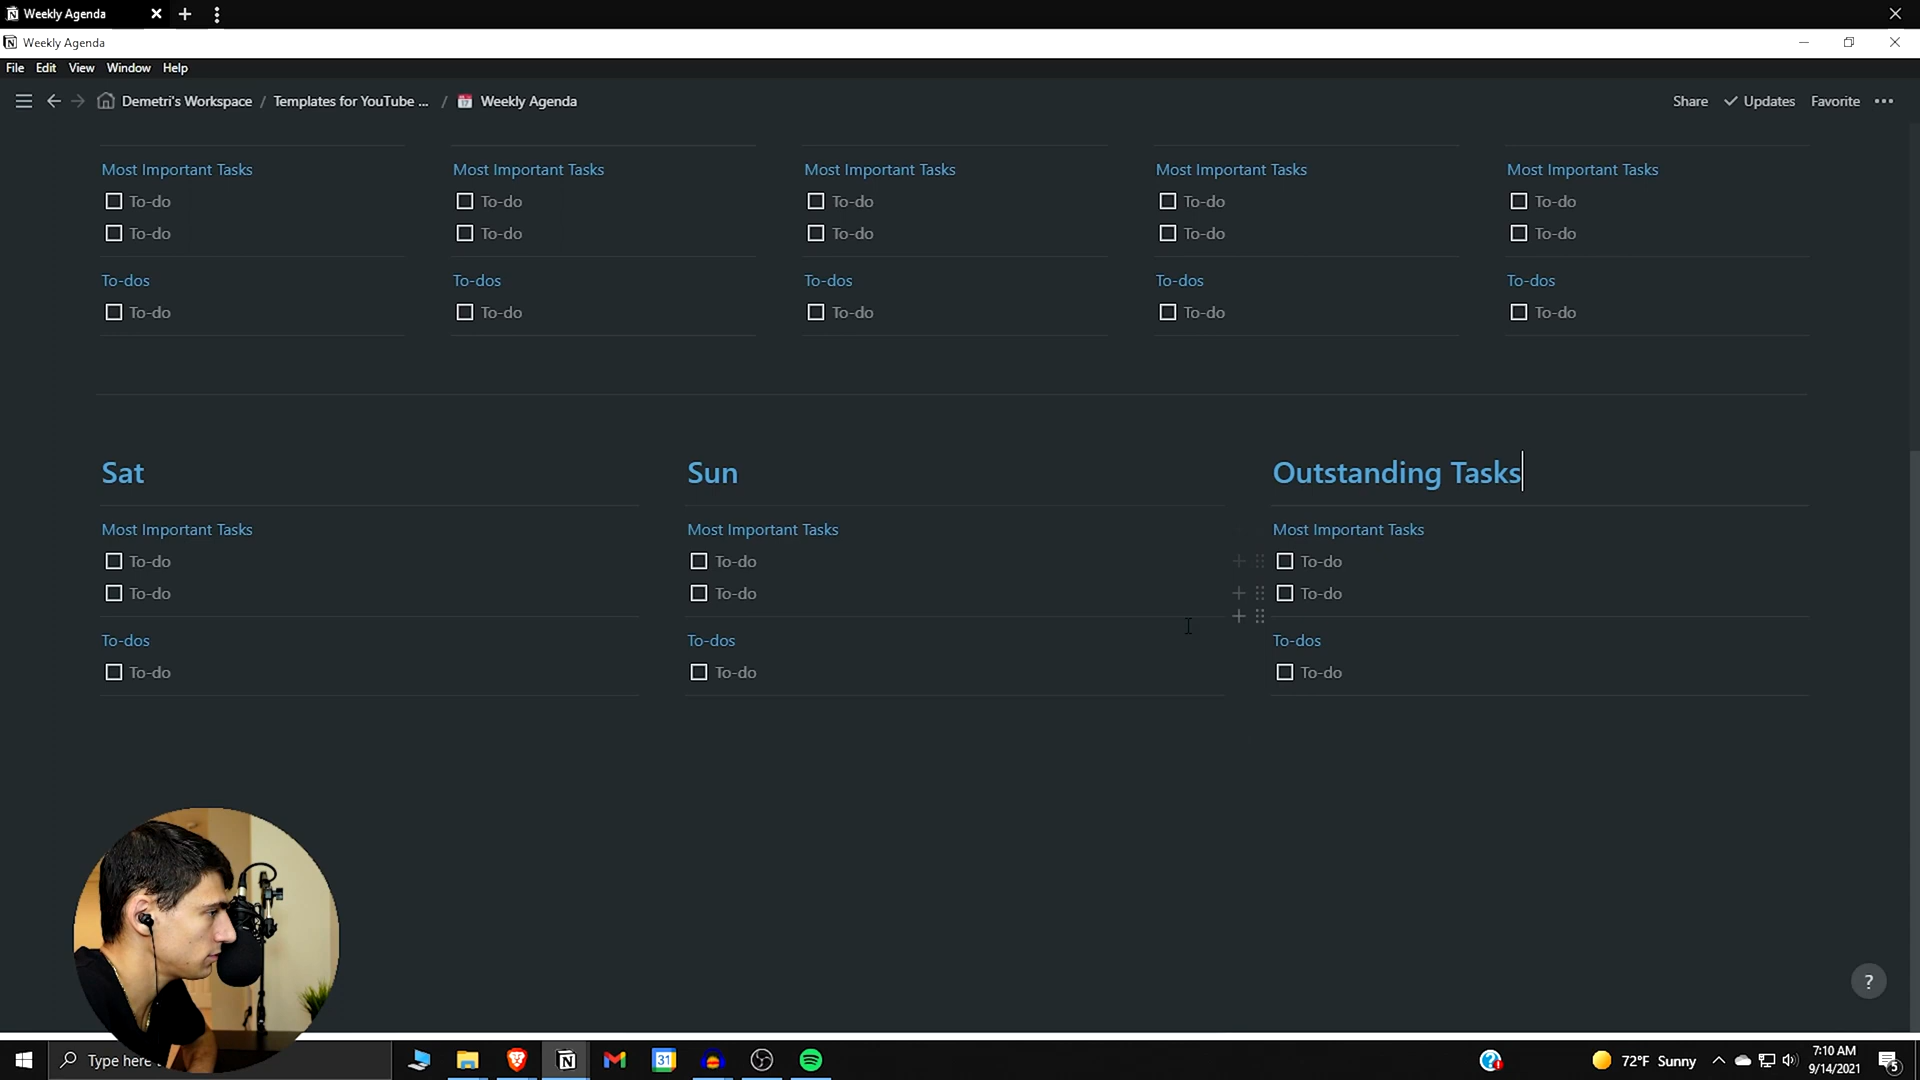 Weekly Agenda
Weekly Agenda
File Edit View Window Help
Demetri's Workspace / Templates for YouTube ... / Weekly Agenda
Share Updates Favorite
Most Important Tasks Most Important Tasks Most Important Tasks Most Important Tasks Most Important Tasks
To-do To-do To-do To-do To-do
To-do To-do To-do To-do To-do
To-dos To-dos To-dos To-dos To-dos
To-do To-do To-do To-do To-do
Sat Sun Outstanding Tasks
Most Important Tasks Most Important Tasks Most Important Tasks
To-do To-do To-do
To-do To-do To-do
To-dos To-dos To-dos
To-do To-do To-do
?
Type here
31
72°F Sunny
7:10 AM
9/14/2021
5